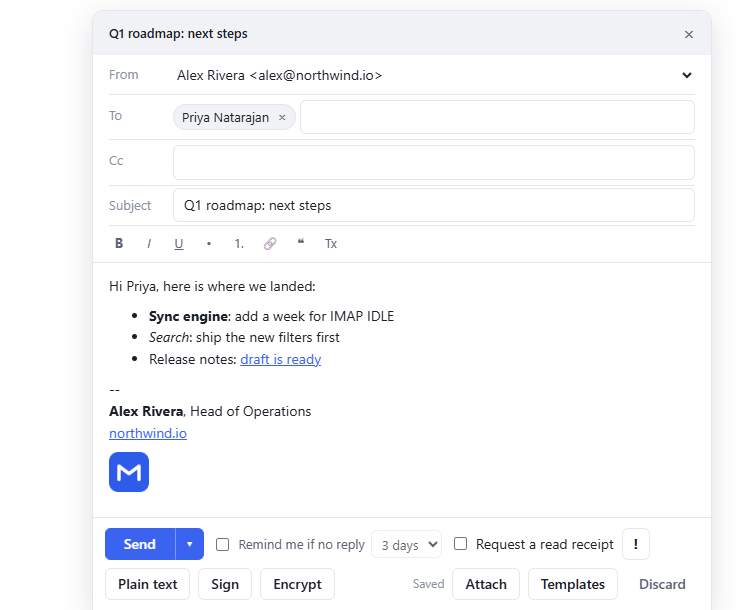 Q1 roadmap: next steps ×
From Alex Rivera <alex@northwind.io>
To Priya Natarajan ×
Cc
Subject Q1 roadmap: next steps
B I U • 1. 🔗 ❝ Tx
Hi Priya, here is where we landed:
• Sync engine: add a week for IMAP IDLE
• Search: ship the new filters first
• Release notes: draft is ready
--
Alex Rivera, Head of Operations
northwind.io
M
Send ▾ Remind me if no reply 3 days Request a read receipt !
Plain text Sign Encrypt Saved Attach Templates Discard